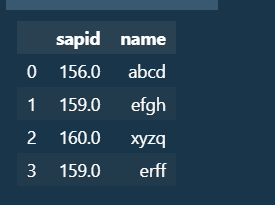 sapid name
0 156.0 abcd
1 159.0 efgh
2 160.0 xyzq
3 159.0 erff